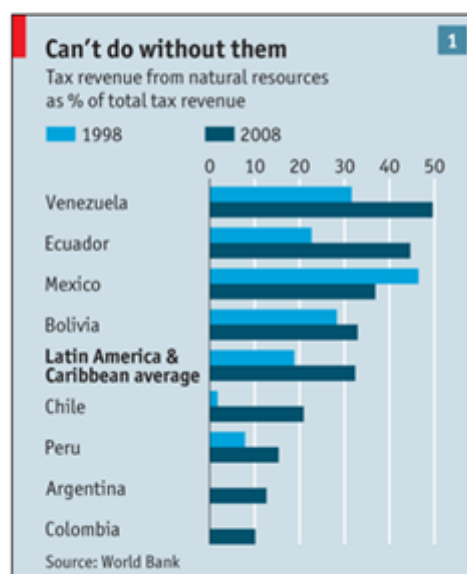 Can't do without them
1
Tax revenue from natural resources
as % of total tax revenue
1998 2008
0 10 20 30 40 50
Venezuela
Ecuador
Mexico
Bolivia
Latin America &
Caribbean average
Chile
Peru
Argentina
Colombia
Source: World Bank